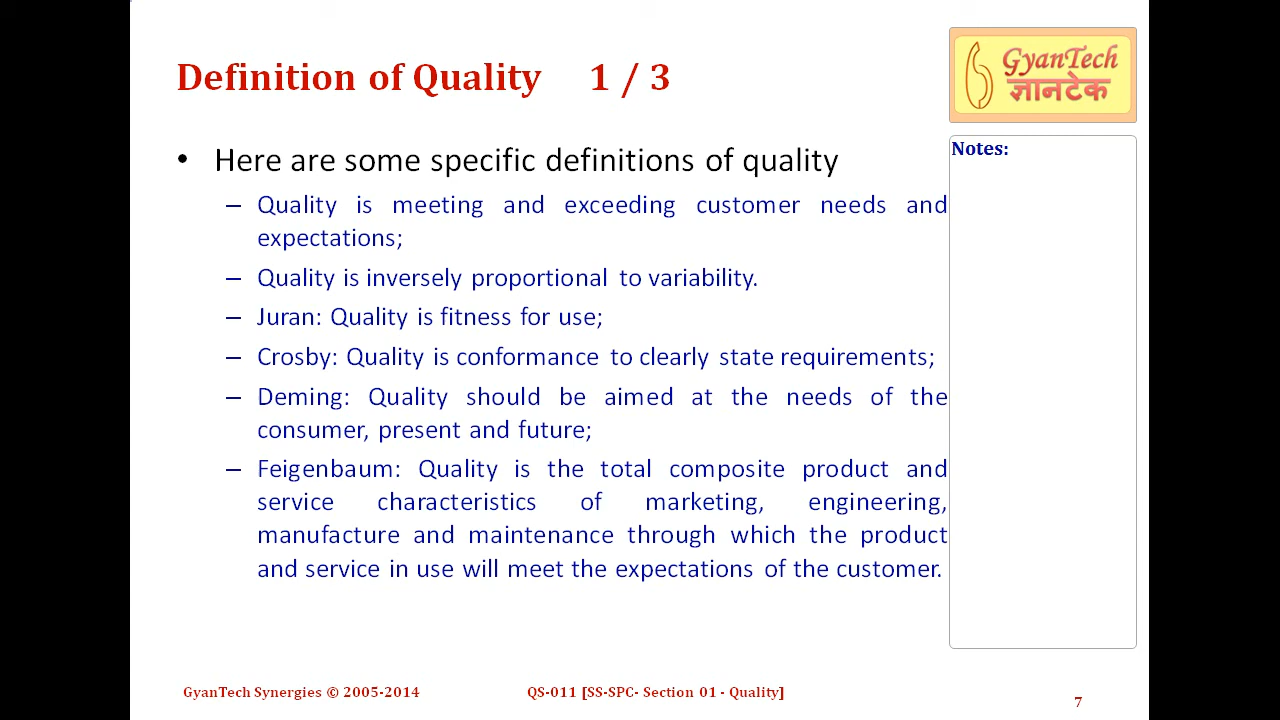 Definition of Quality 1 / 3
GyanTech
ज्ञानटेक
Notes:
• Here are some specific definitions of quality
– Quality is meeting and exceeding customer needs and
expectations;
– Quality is inversely proportional to variability.
– Juran: Quality is fitness for use;
– Crosby: Quality is conformance to clearly state requirements;
– Deming: Quality should be aimed at the needs of the
consumer, present and future;
– Feigenbaum: Quality is the total composite product and
service characteristics of marketing, engineering,
manufacture and maintenance through which the product
and service in use will meet the expectations of the customer.
GyanTech Synergies © 2005-2014
QS-011 [SS-SPC- Section 01 - Quality]
7